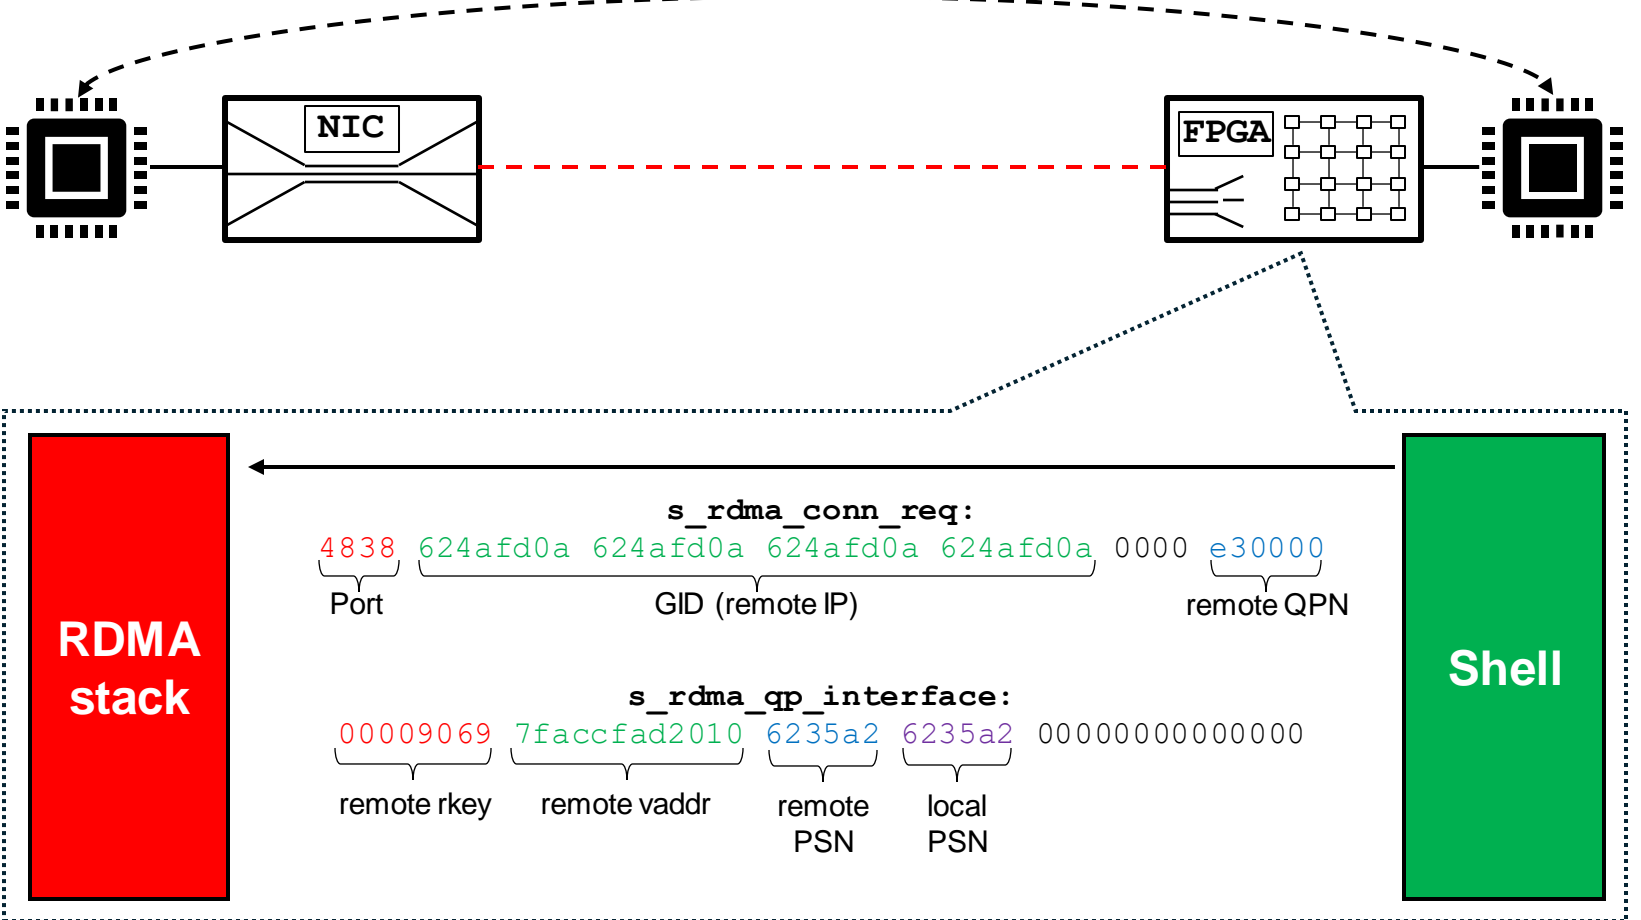 NIC
FPGA
s_rdma_conn_req:
4838 624afd0a 624afd0a 624afd0a 624afd0a 0000 e30000
Port GID (remote IP) remote QPN
RDMA
stack
Shell
s_rdma_qp_interface:
00009069 7faccfad2010 6235a2 6235a2 00000000000000
remote rkey remote vaddr remote PSN local PSN